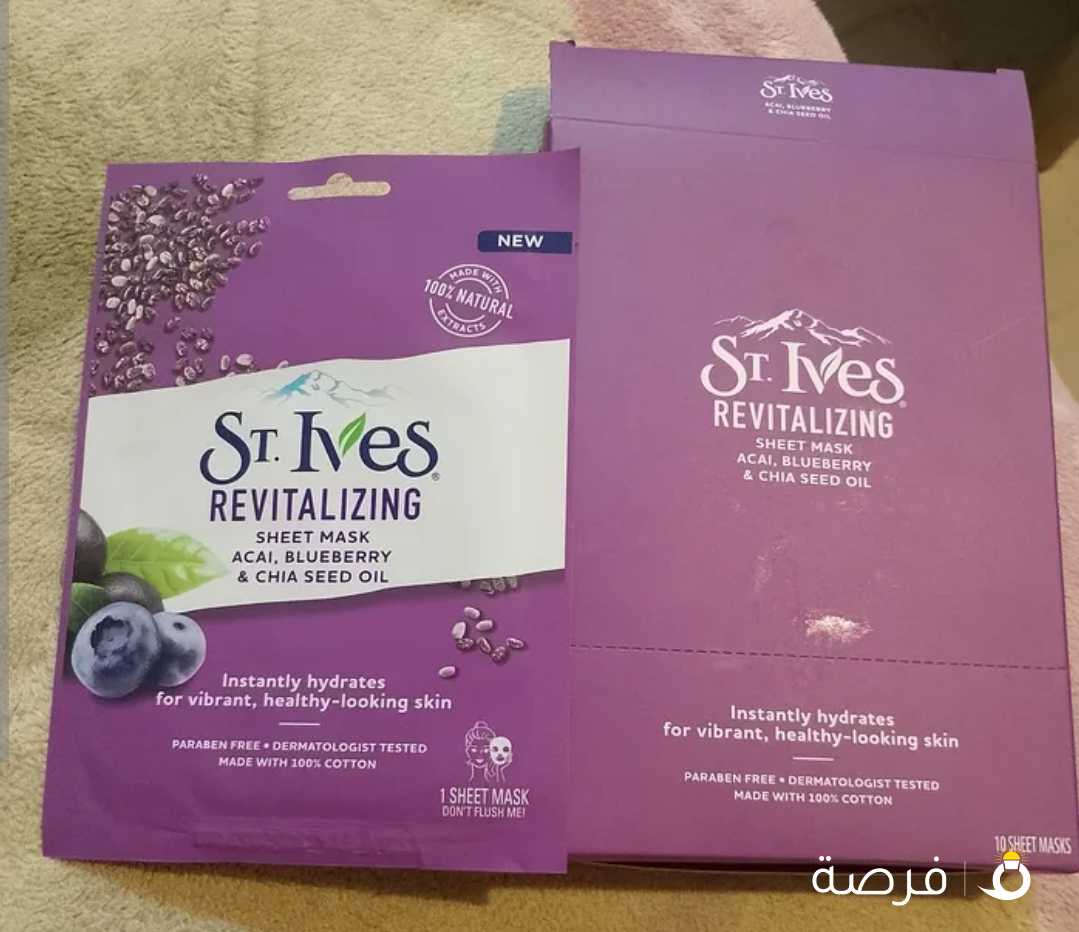 NEW
MADE WITH
100% NATURAL
EXTRACTS
ST. IVES
REVITALIZING
SHEET MASK
ACAI, BLUEBERRY
& CHIA SEED OIL
Instantly hydrates
for vibrant, healthy-looking skin
PARABEN FREE • DERMATOLOGIST TESTED
MADE WITH 100% COTTON
1 SHEET MASK
DON'T FLUSH ME!
ST. IVES
ACAI, BLUEBERRY
& CHIA SEED OIL
ST. IVES
REVITALIZING
SHEET MASK
ACAI, BLUEBERRY
& CHIA SEED OIL
Instantly hydrates
for vibrant, healthy-looking skin
PARABEN FREE • DERMATOLOGIST TESTED
MADE WITH 100% COTTON
10 SHEET MASKS
فرصة